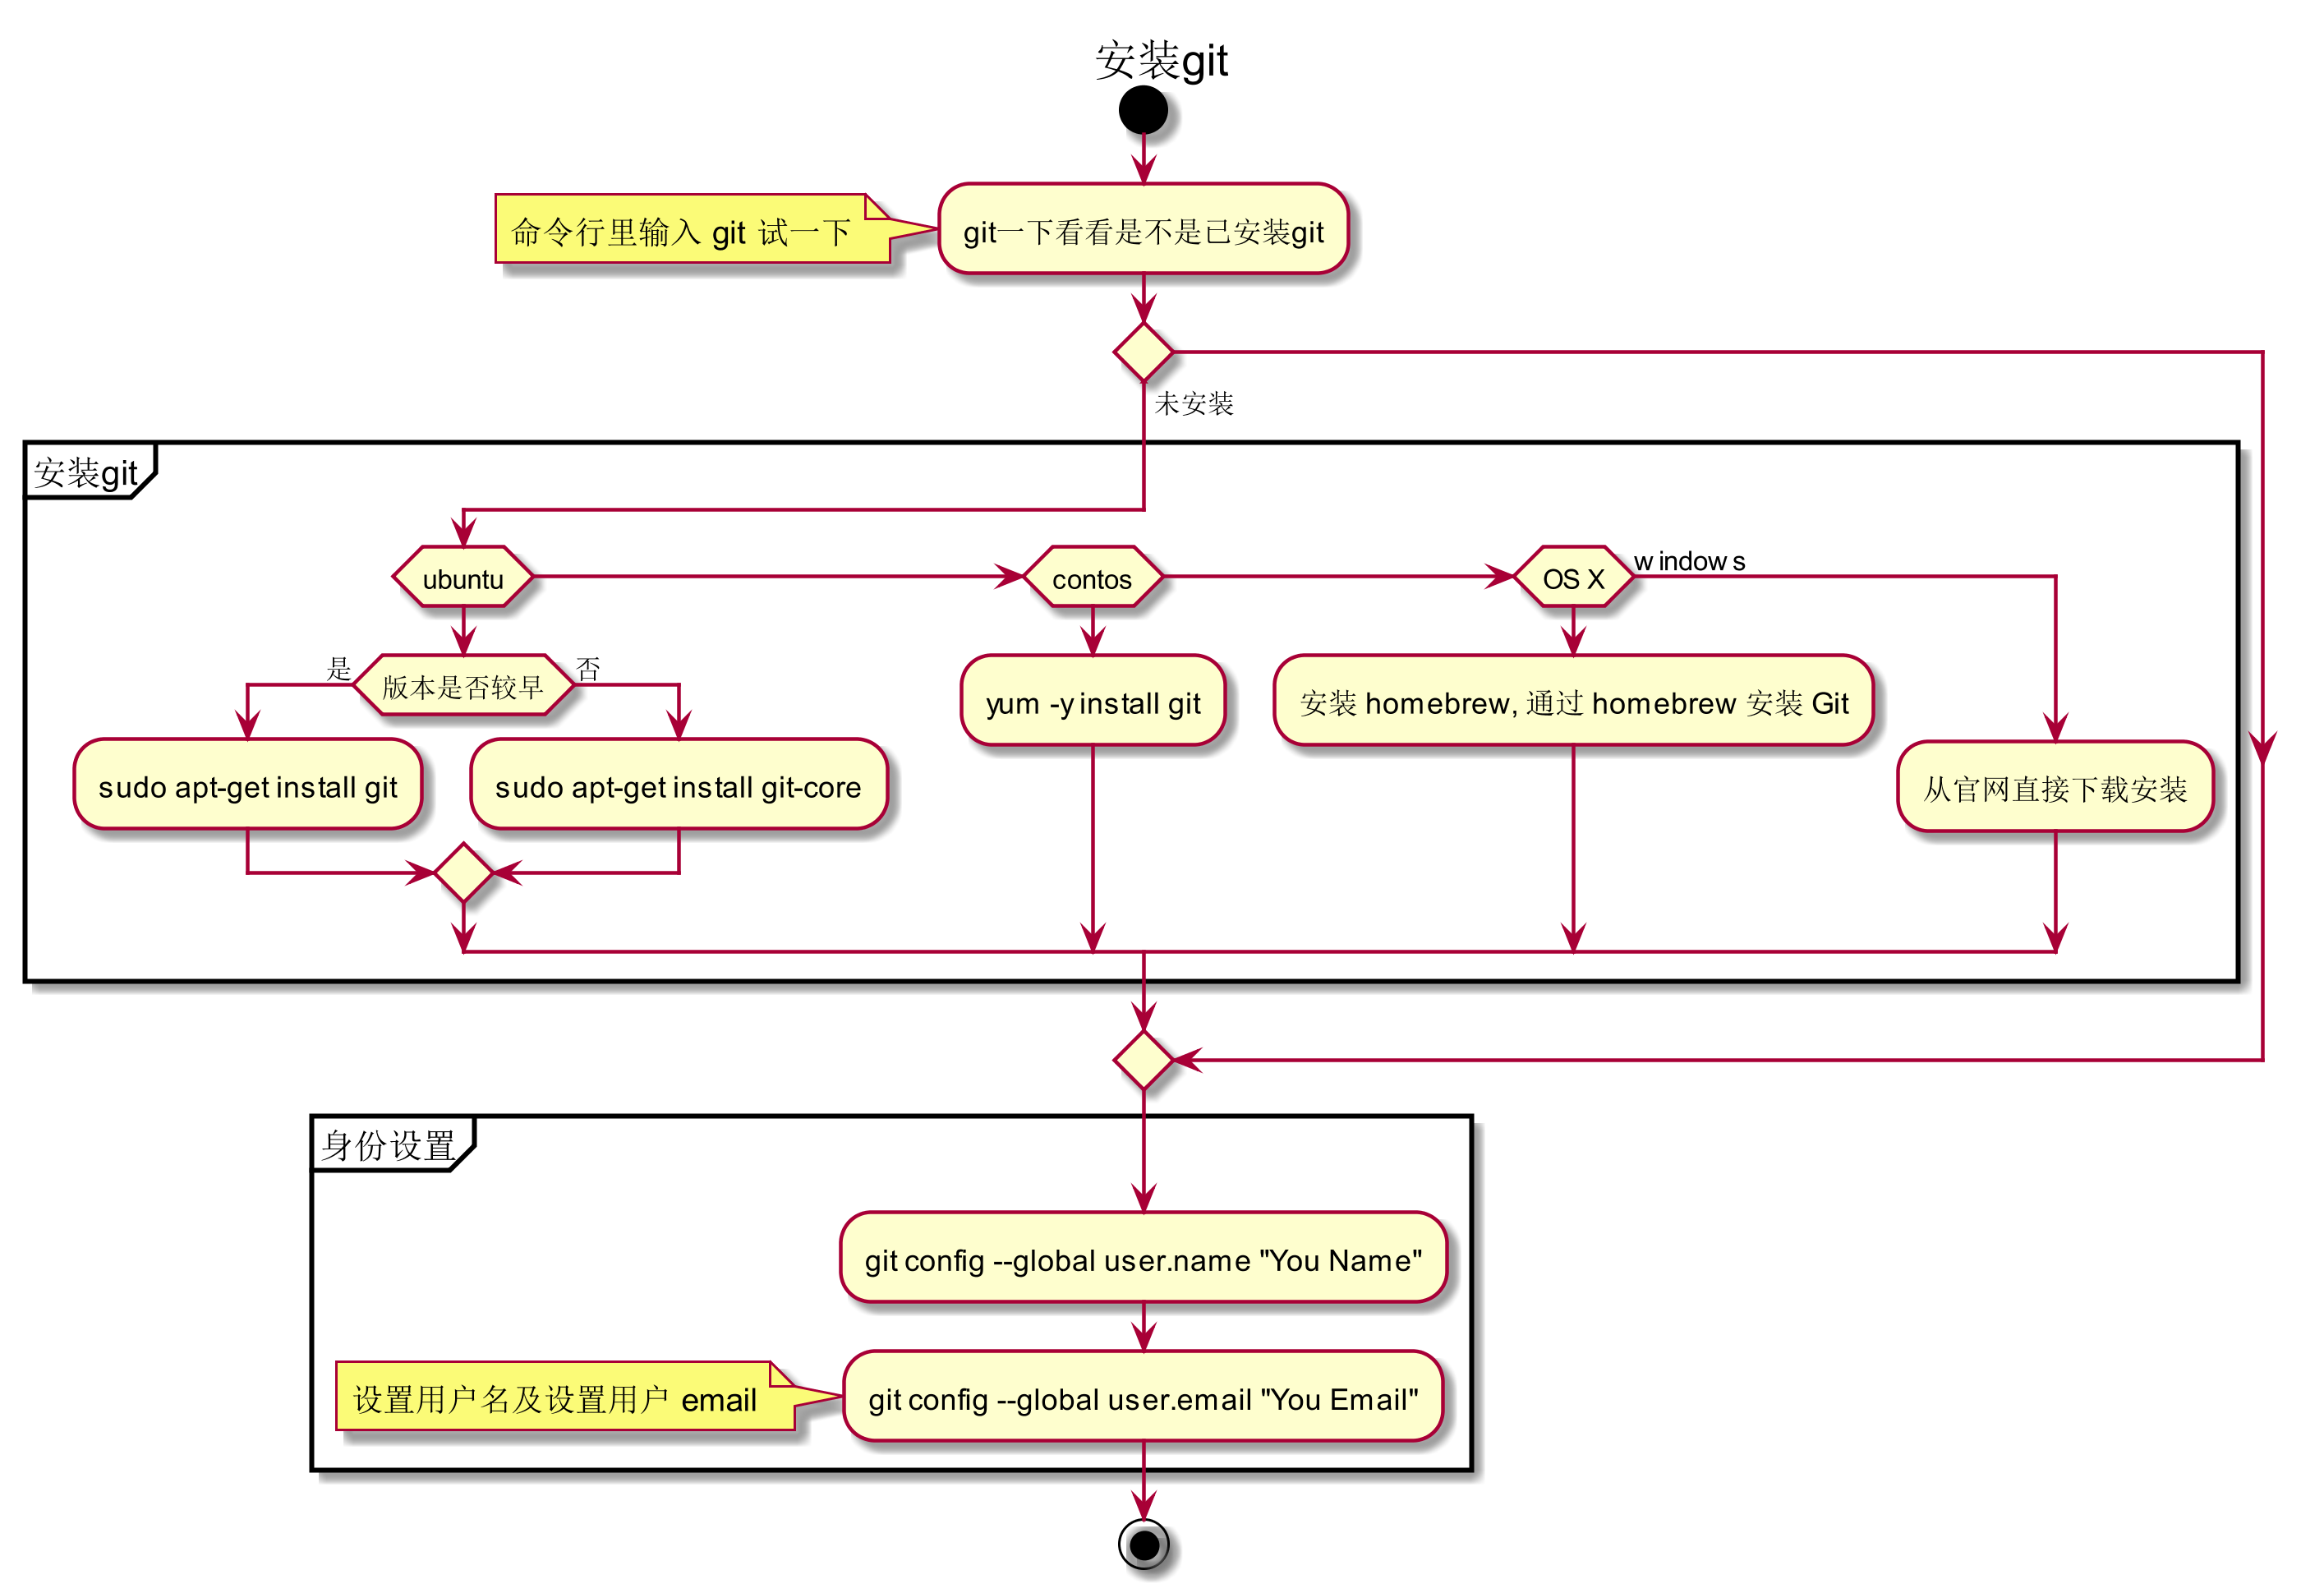 安装git
命令行里输入 git 试一下
git一下看看是不是已安装git
未安装
安装git
ubuntu
contos
OS X
windows
是
版本是否较早
否
yum -y install git
安装 homebrew, 通过 homebrew 安装 Git
sudo apt-get install git
sudo apt-get install git-core
从官网直接下载安装
身份设置
git config --global user.name "You Name"
设置用户名及设置用户 email
git config --global user.email "You Email"